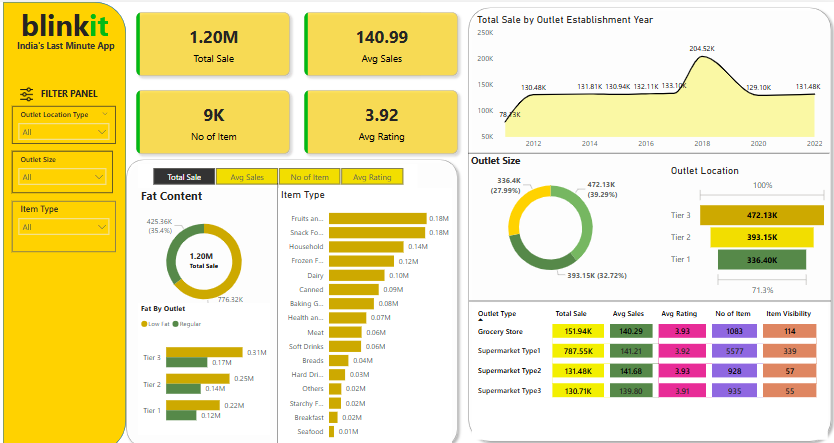 blinkit
India's Last Minute App
FILTER PANEL
Outlet Location Type
All
Outlet Size
All
Item Type
All
1.20M
Total Sale
140.99
Avg Sales
9K
No of Item
3.92
Avg Rating
Total Sale
Avg Sales
No of Item
Avg Rating
Fat Content
425.36K
(35.4%)
1.20M
Total Sale
776.32K
Fat By Outlet
Low Fat
Regular
Tier 3
0.31M
0.17M
Tier 2
0.25M
0.14M
Tier 1
0.22M
0.12M
Item Type
Fruits an... 0.18M
Snack Fo... 0.18M
Household 0.14M
Frozen F... 0.12M
Dairy 0.10M
Canned 0.09M
Baking G... 0.08M
Health an... 0.07M
Meat 0.06M
Soft Drinks 0.06M
Breads 0.04M
Hard Dri... 0.03M
Others 0.02M
Starchy F... 0.02M
Breakfast 0.02M
Seafood 0.01M
Total Sale by Outlet Establishment Year
250K
200K
150K
100K
50K
78.13K
130.48K
131.81K
130.94K
132.11K
133.10K
204.52K
129.10K
131.48K
2012 2014 2016 2018 2020 2022
Outlet Size
336.4K
(27.99%)
472.13K
(39.29%)
393.15K (32.72%)
Outlet Location
100%
Tier 3 472.13K
Tier 2 393.15K
Tier 1 336.40K
71.3%
Outlet Type Total Sale Avg Sales Avg Rating No of Item Item Visibility
Grocery Store 151.94K 140.29 3.93 1083 114
Supermarket Type1 787.55K 141.21 3.92 5577 339
Supermarket Type2 131.48K 141.68 3.93 928 57
Supermarket Type3 130.71K 139.80 3.91 935 55